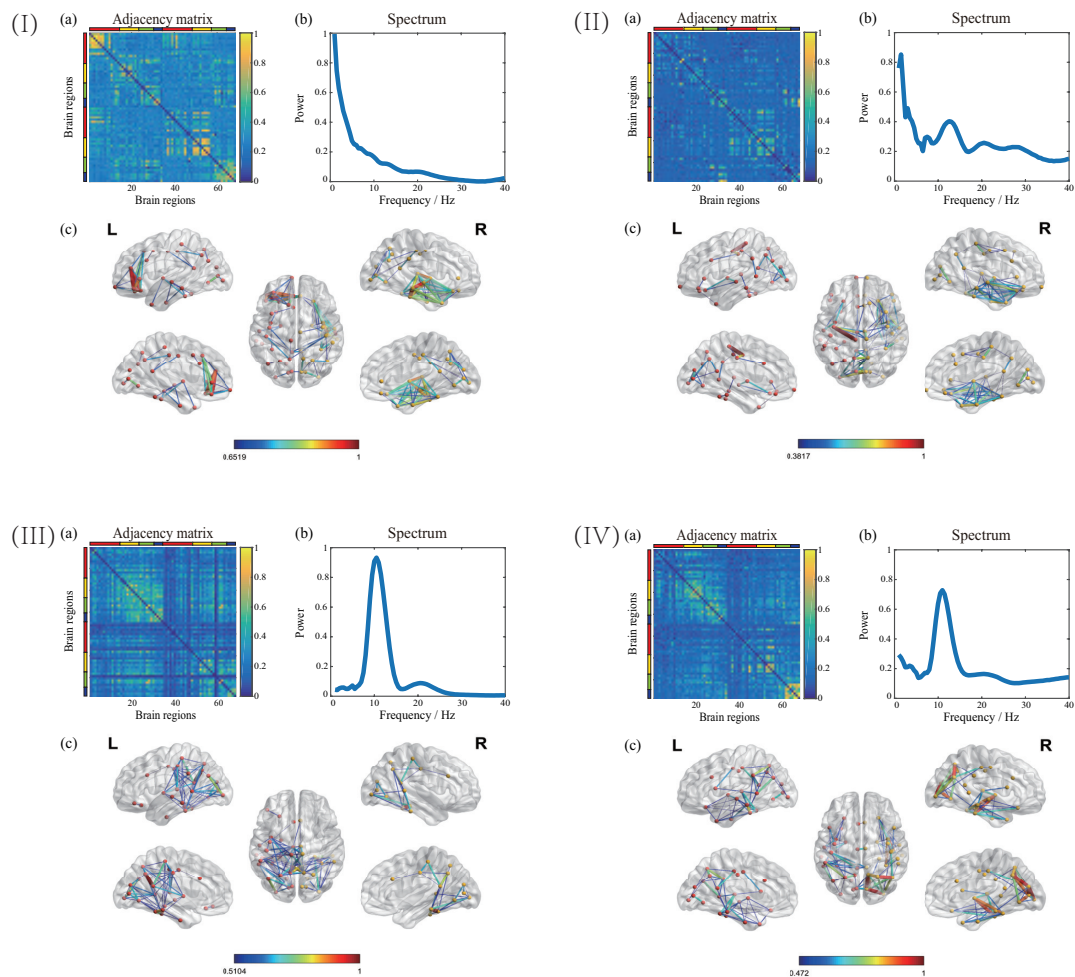 (I)
(a) Adjacency matrix
Brain regions
20 40 60
Brain regions
1
0.8
0.6
0.4
0.2
0
(b) Spectrum
Power
1
0.8
0.6
0.4
0.2
0
0 10 20 30 40
Frequency / Hz
(c) L R
0.6519 1
(II)
(a) Adjacency matrix
Brain regions
20 40 60
Brain regions
1
0.8
0.6
0.4
0.2
0
(b) Spectrum
Power
1
0.8
0.6
0.4
0.2
0
0 10 20 30 40
Frequency / Hz
(c) L R
0.3817 1
(III)
(a) Adjacency matrix
Brain regions
20 40 60
Brain regions
1
0.8
0.6
0.4
0.2
0
(b) Spectrum
Power
1
0.8
0.6
0.4
0.2
0
0 10 20 30 40
Frequency / Hz
(c) L R
0.5104 1
(IV)
(a) Adjacency matrix
Brain regions
20 40 60
Brain regions
1
0.8
0.6
0.4
0.2
0
(b) Spectrum
Power
1
0.8
0.6
0.4
0.2
0
0 10 20 30 40
Frequency / Hz
(c) L R
0.472 1